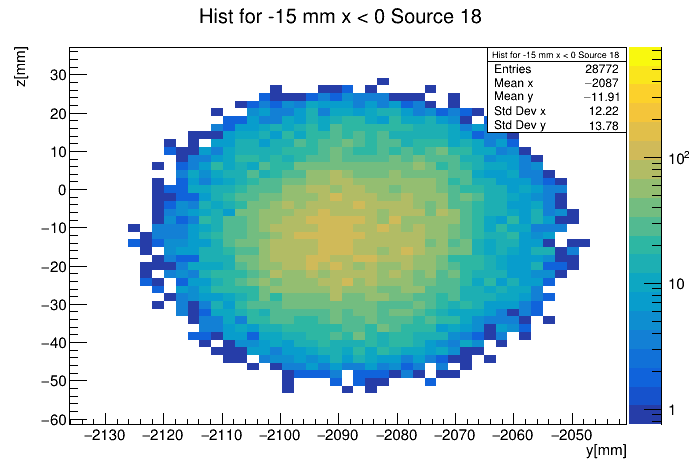 Hist for -15 mm x < 0 Source 18
z[mm]
Hist for -15 mm x < 0 Source 18
Entries 28772
Mean x −2087
Mean y −11.91
Std Dev x 12.22
Std Dev y 13.78
30
20
10
0
−10
−20
−30
−40
−50
−60
10²
10
1
−2130 −2120 −2110 −2100 −2090 −2080 −2070 −2060 −2050
y[mm]